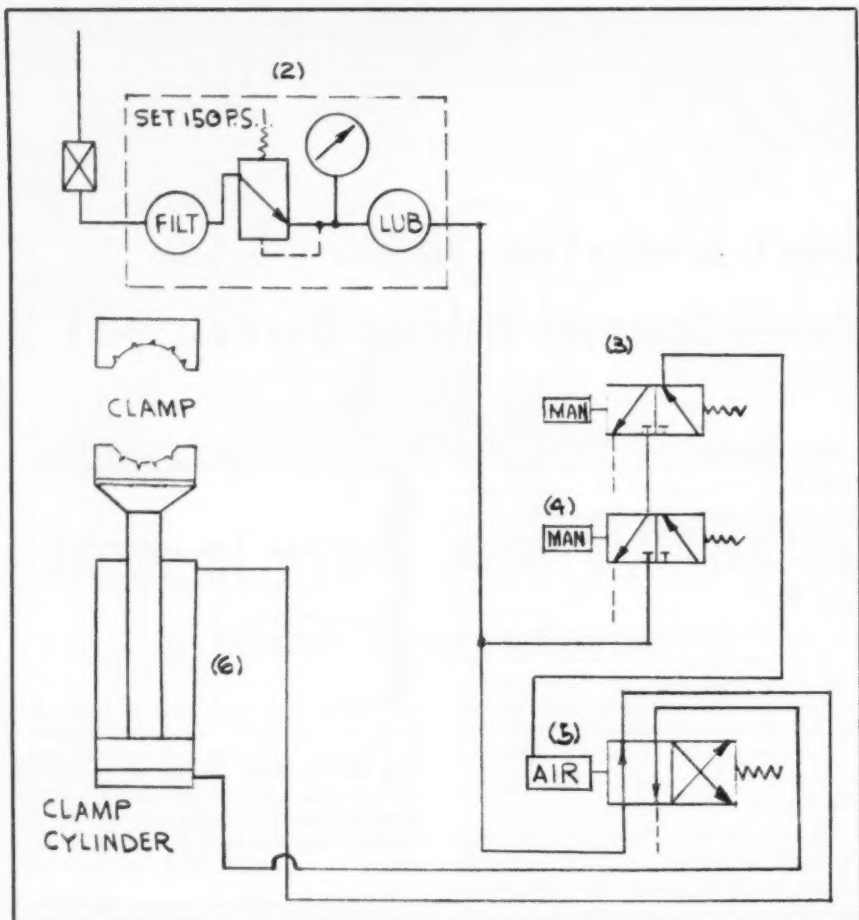 (2)
SET 150 P.S.I.
FILT
LUB
CLAMP
(3)
MAN
(4)
MAN
(6)
(5)
AIR
CLAMP
CYLINDER